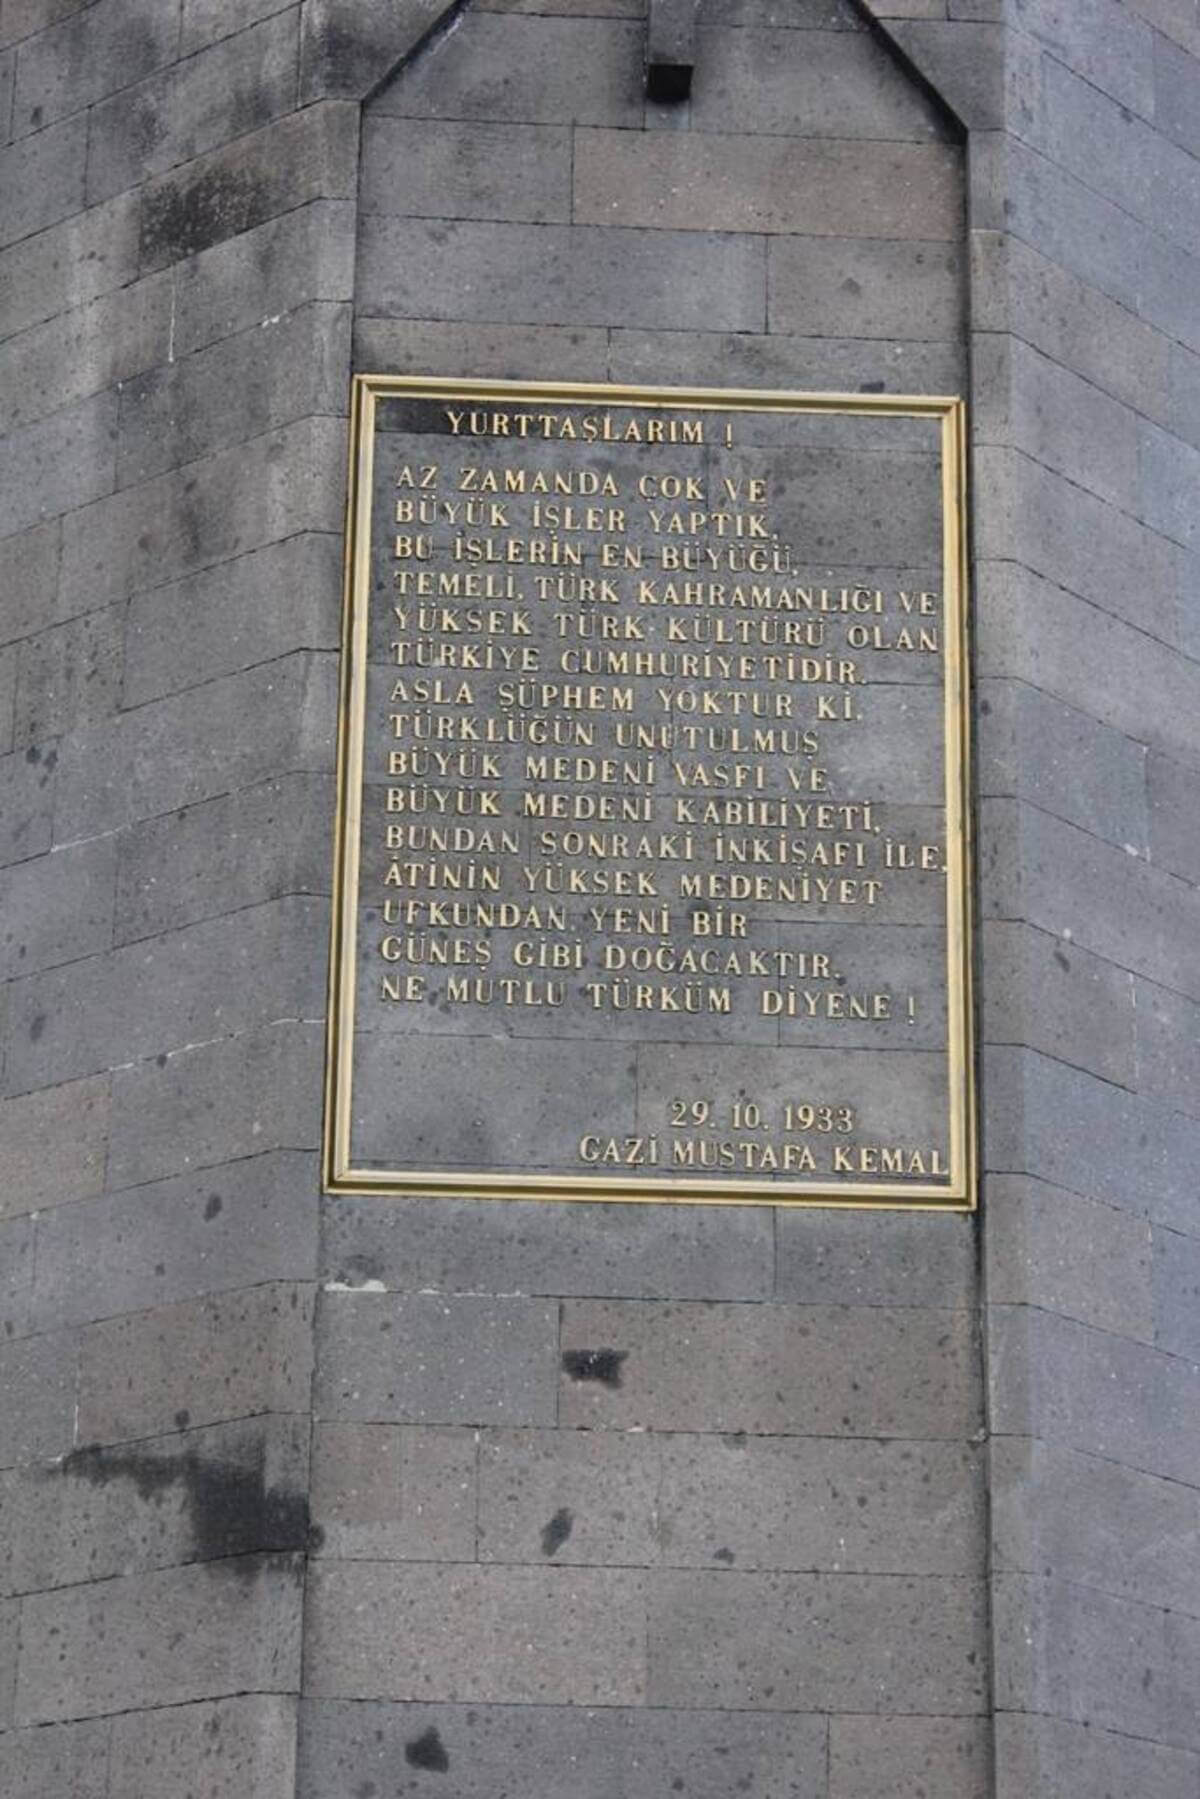 YURTTAŞLARIM !
AZ ZAMANDA ÇOK VE
BÜYÜK İŞLER YAPTIK.
BU İŞLERİN EN BÜYÜĞÜ,
TEMELİ, TÜRK KAHRAMANLIĞI VE
YÜKSEK TÜRK KÜLTÜRÜ OLAN
TÜRKİYE CUMHURİYETİDİR.
ASLA ŞÜPHEM YOKTUR Kİ,
TÜRKLÜĞÜN UNUTULMUŞ
BÜYÜK MEDENİ VASFI VE
BÜYÜK MEDENİ KABİLİYETİ,
BUNDAN SONRAKİ İNKİŞAFI İLE,
ÂTİNİN YÜKSEK MEDENİYET
UFKUNDAN, YENİ BİR
GÜNEŞ GİBİ DOĞACAKTIR.
NE MUTLU TÜRKÜM DİYENE !
29. 10. 1933
GAZİ MUSTAFA KEMAL